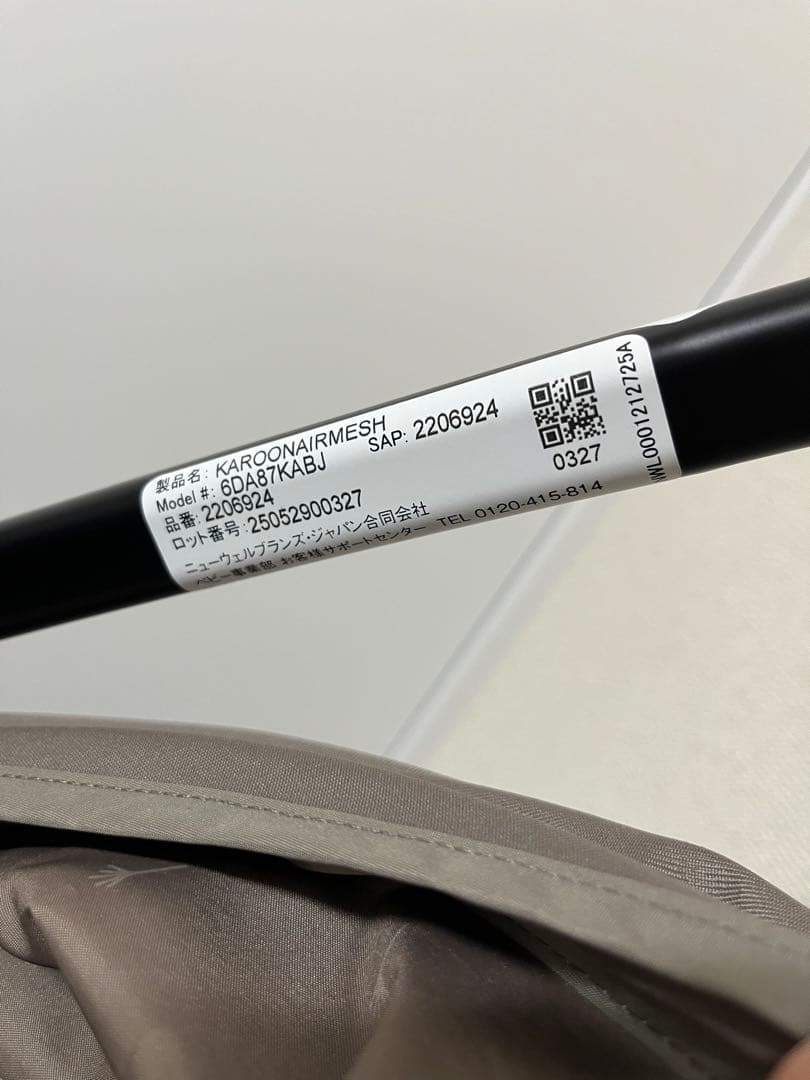 製品名: KAROONAIRMESH
Model #: 6DA87KABJ
SAP: 2206924
品番: 2206924
ロット番号: 25052900327
ニューウェルブランズ・ジャパン合同会社
ベビー事業部 お客様サポートセンター TEL 0120-415-814
0327
NWL0001212725A